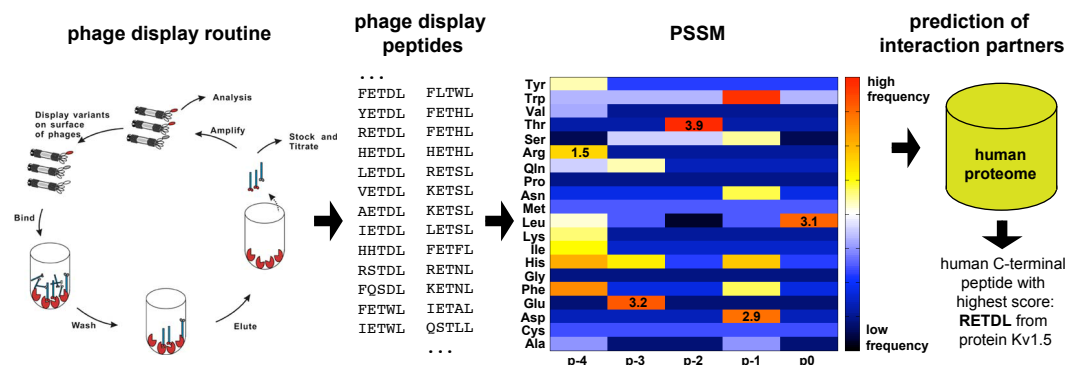 phage display routine
phage display
peptides
PSSM
prediction of
interaction partners
Analysis
Display variants
on surface
of phages
Amplify
Stock and
Titrate
Bind
Wash
Elute
...
FETDL FLTWL
YETDL FETHL
RETDL FETHL
HETDL HETHL
LETDL RETSL
VETDL KETSL
AETDL KETSL
IETDL LETSL
HHTDL FETFL
RSTDL RETNL
FQSDL KETNL
FETWL IETAL
IETWL QSTLL
...
Tyr
Trp
Val
Thr 3.9
Ser
Arg 1.5
Qln
Pro
Asn
Met
Leu 3.1
Lys
Ile
His
Gly
Phe
Glu 3.2
Asp 2.9
Cys
Ala
p-4 p-3 p-2 p-1 p0
high
frequency
low
frequency
human
proteome
human C-terminal
peptide with
highest score:
RETDL from
protein Kv1.5